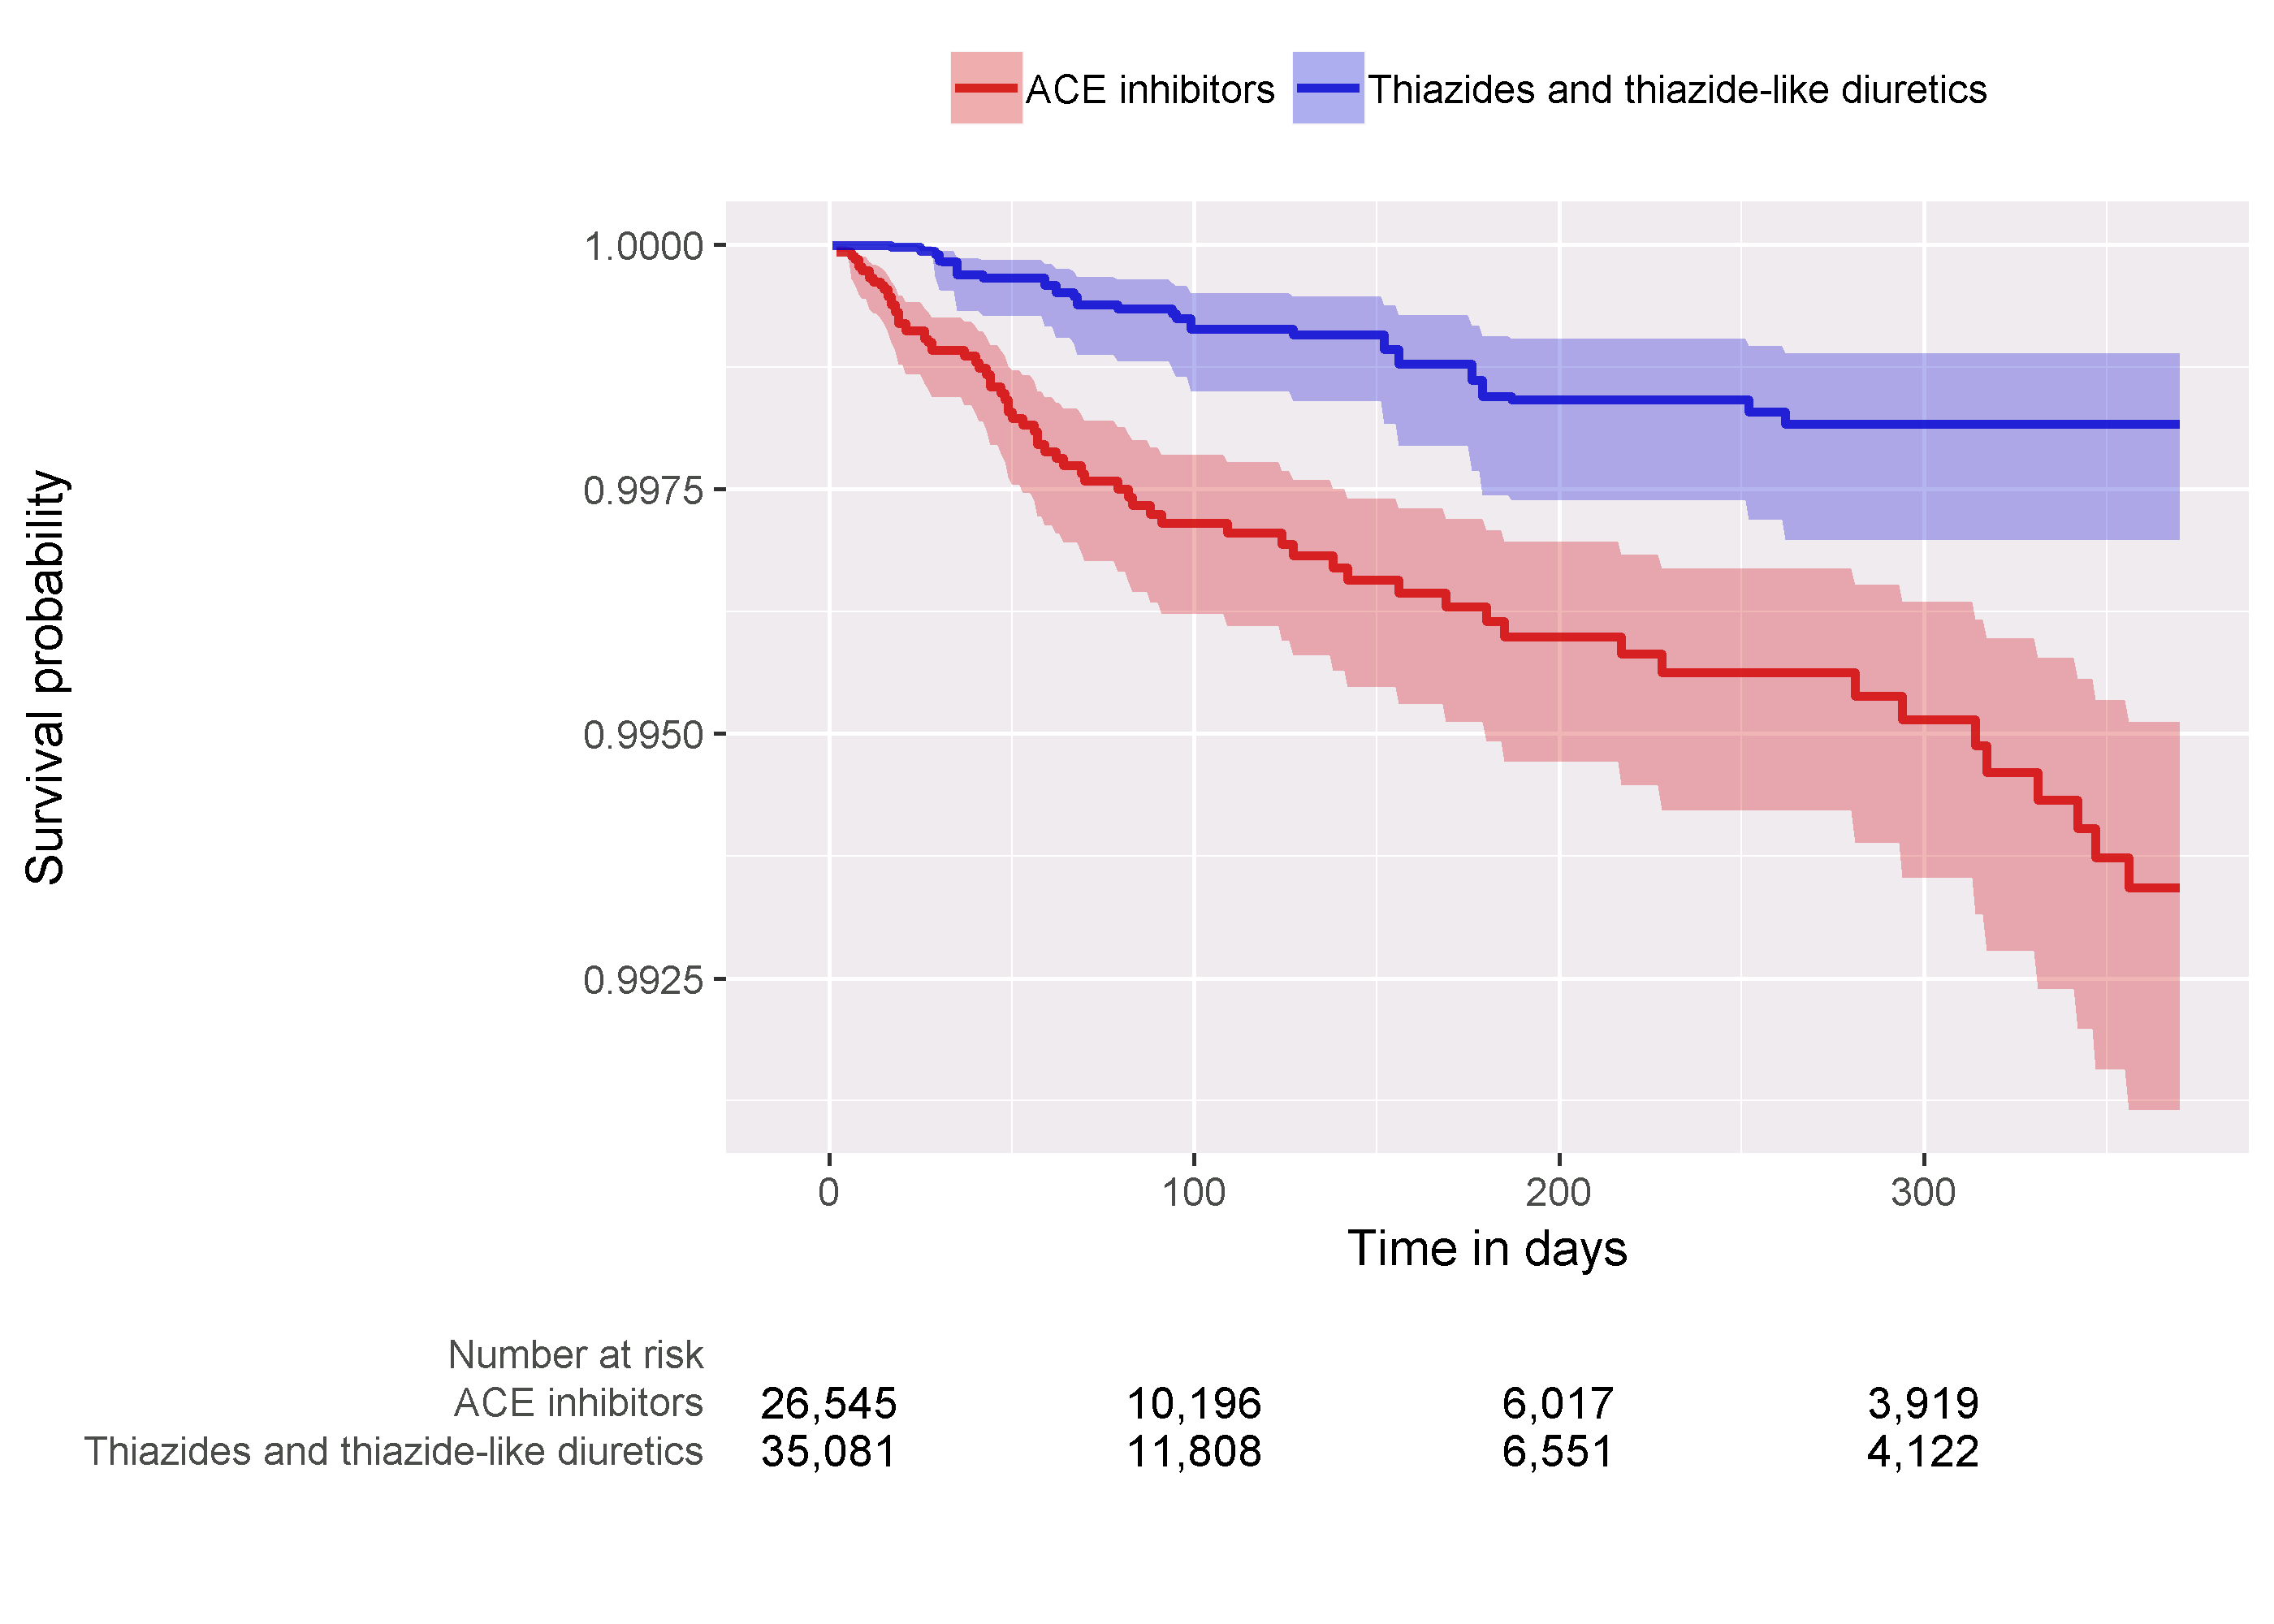 ACE inhibitors Thiazides and thiazide-like diuretics
Survival probability
1.0000
0.9975
0.9950
0.9925
0 100 200 300
Time in days
Number at risk
ACE inhibitors 26,545 10,196 6,017 3,919
Thiazides and thiazide-like diuretics 35,081 11,808 6,551 4,122